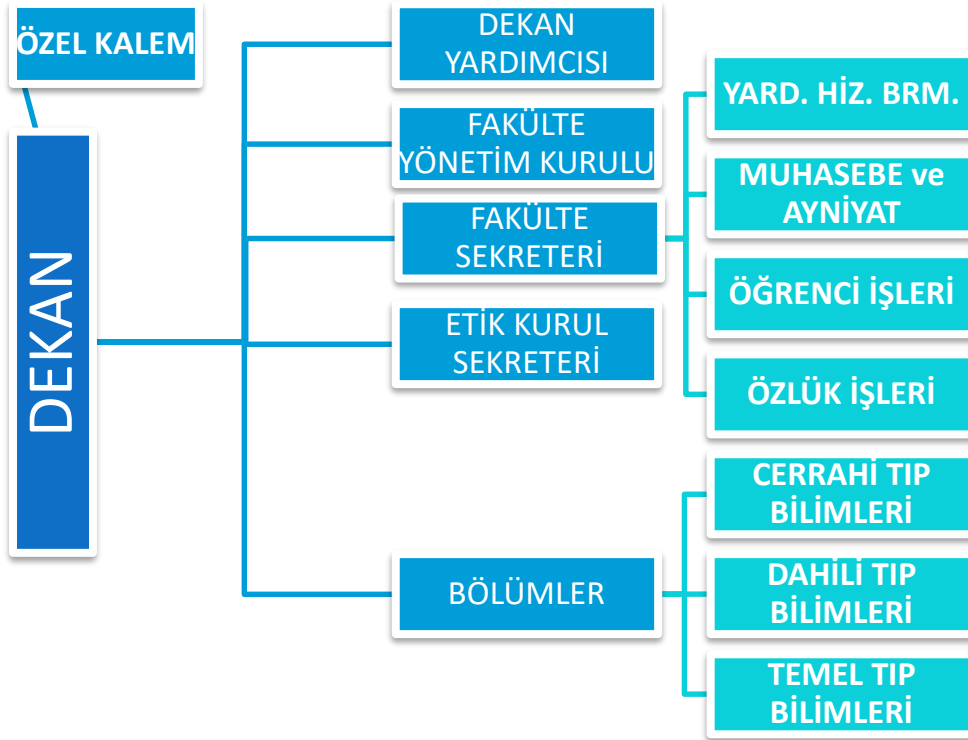 ÖZEL KALEM
DEKAN
DEKAN
YARDIMCISI
FAKÜLTE
YÖNETİM KURULU
FAKÜLTE
SEKRETERİ
ETİK KURUL
SEKRETERİ
BÖLÜMLER
YARD. HİZ. BRM.
MUHASEBE ve
AYNİYAT
ÖĞRENCİ İŞLERİ
ÖZLÜK İŞLERİ
CERRAHİ TIP
BİLİMLERİ
DAHİLİ TIP
BİLİMLERİ
TEMEL TIP
BİLİMLERİ